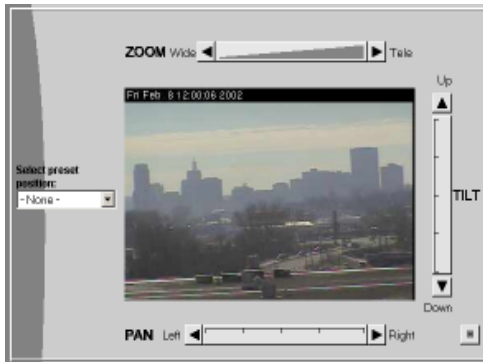 ZOOM Wide Tele
Up
Fri Feb 8 12:00:06 2002
Select preset
position:
- None -
TILT
Down
PAN Left Right